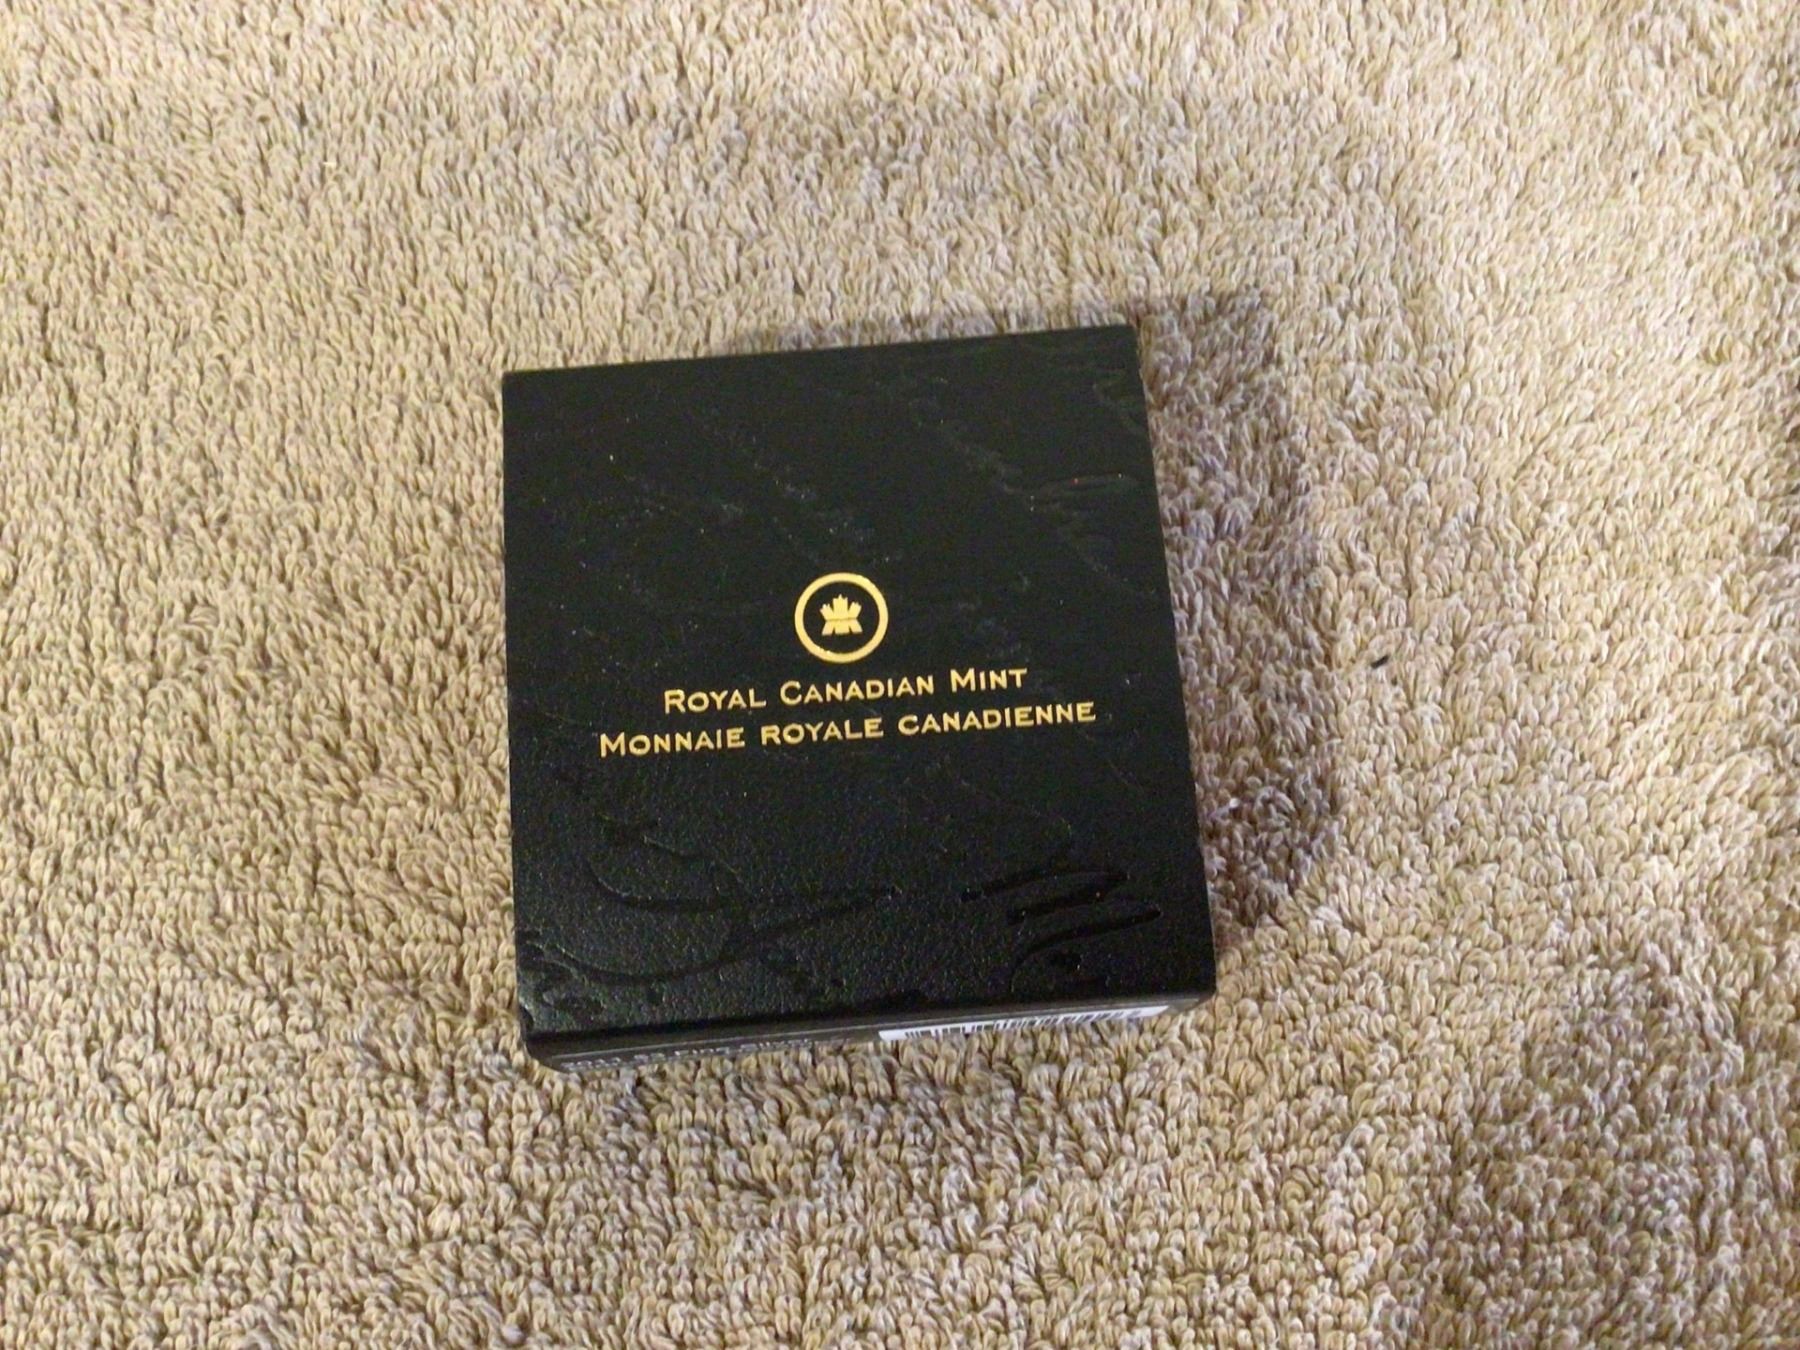 Royal Canadian Mint
Monnaie royale canadienne